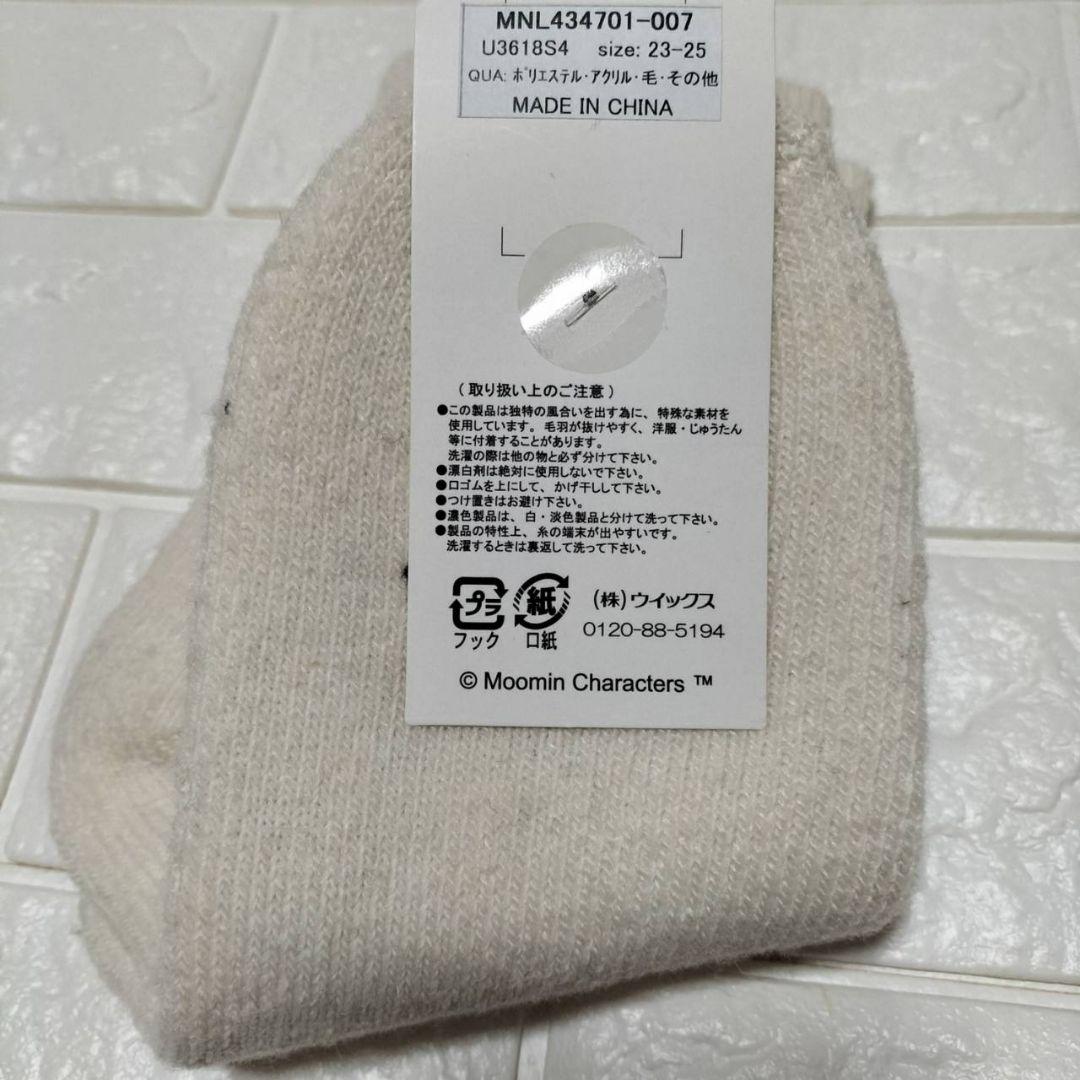 MNL434701-007
U3618S4 size: 23-25
QUA: ポリエステル・アクリル・毛・その他
MADE IN CHINA
（取り扱い上のご注意）
●この製品は独特の風合いを出す為に、特殊な素材を
使用しています。毛羽が抜けやすく、洋服・じゅうたん
等に付着することがあります。
洗濯の際は他の物と必ず分けて下さい。
●漂白剤は絶対に使用しないで下さい。
●口ゴムを上にして、かげ干しして下さい。
●つけ置きはお避け下さい。
●濃色製品は、白・淡色製品と分けて洗って下さい。
●製品の特性上、糸の端末が出やすいです。
洗濯するときは裏返して洗って下さい。
プラ 紙 (株)ウイックス
フック 口紙 0120-88-5194
© Moomin Characters ™